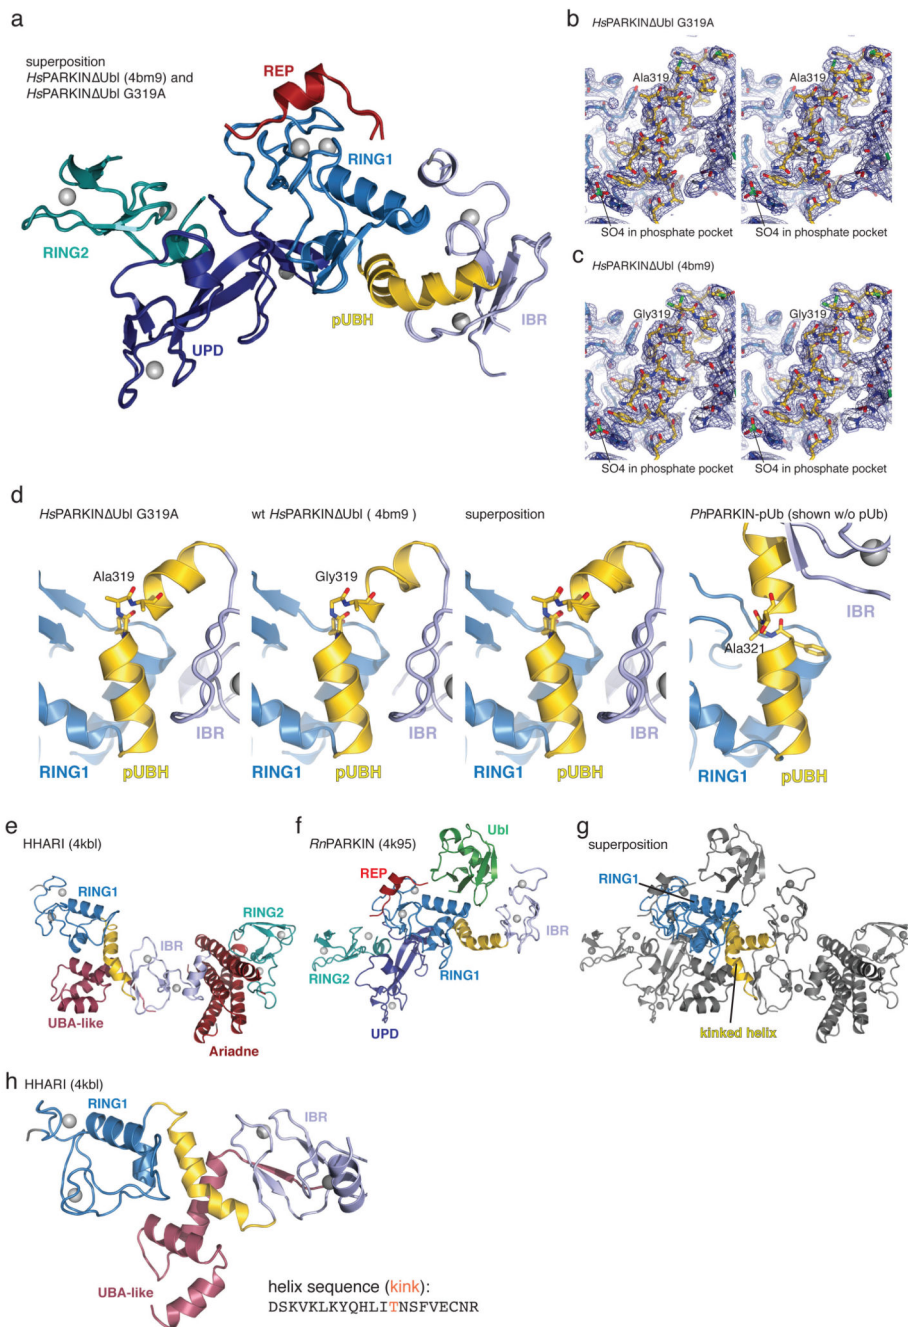 a
superposition
HsPARKINΔUbl (4bm9) and
HsPARKINΔUbl G319A
REP
RING1
RING2
UPD
pUBH
IBR
b
HsPARKINΔUbl G319A
Ala319
Ala319
SO4 in phosphate pocket
SO4 in phosphate pocket
c
HsPARKINΔUbl (4bm9)
Gly319
Gly319
SO4 in phosphate pocket
SO4 in phosphate pocket
d
HsPARKINΔUbl G319A
wt HsPARKINΔUbl ( 4bm9 )
superposition
PhPARKIN-pUb (shown w/o pUb)
Ala319
Gly319
IBR
Ala321
IBR
IBR
IBR
RING1
pUBH
RING1
pUBH
RING1
pUBH
RING1
pUBH
e
HHARI (4kbl)
RING1
IBR
RING2
UBA-like
Ariadne
f
RnPARKIN (4k95)
Ubl
REP
RING2
RING1
IBR
UPD
g
superposition
RING1
kinked helix
h
HHARI (4kbl)
RING1
IBR
UBA-like
helix sequence (kink):
DSKVKLKYQHLITNSFVECNR